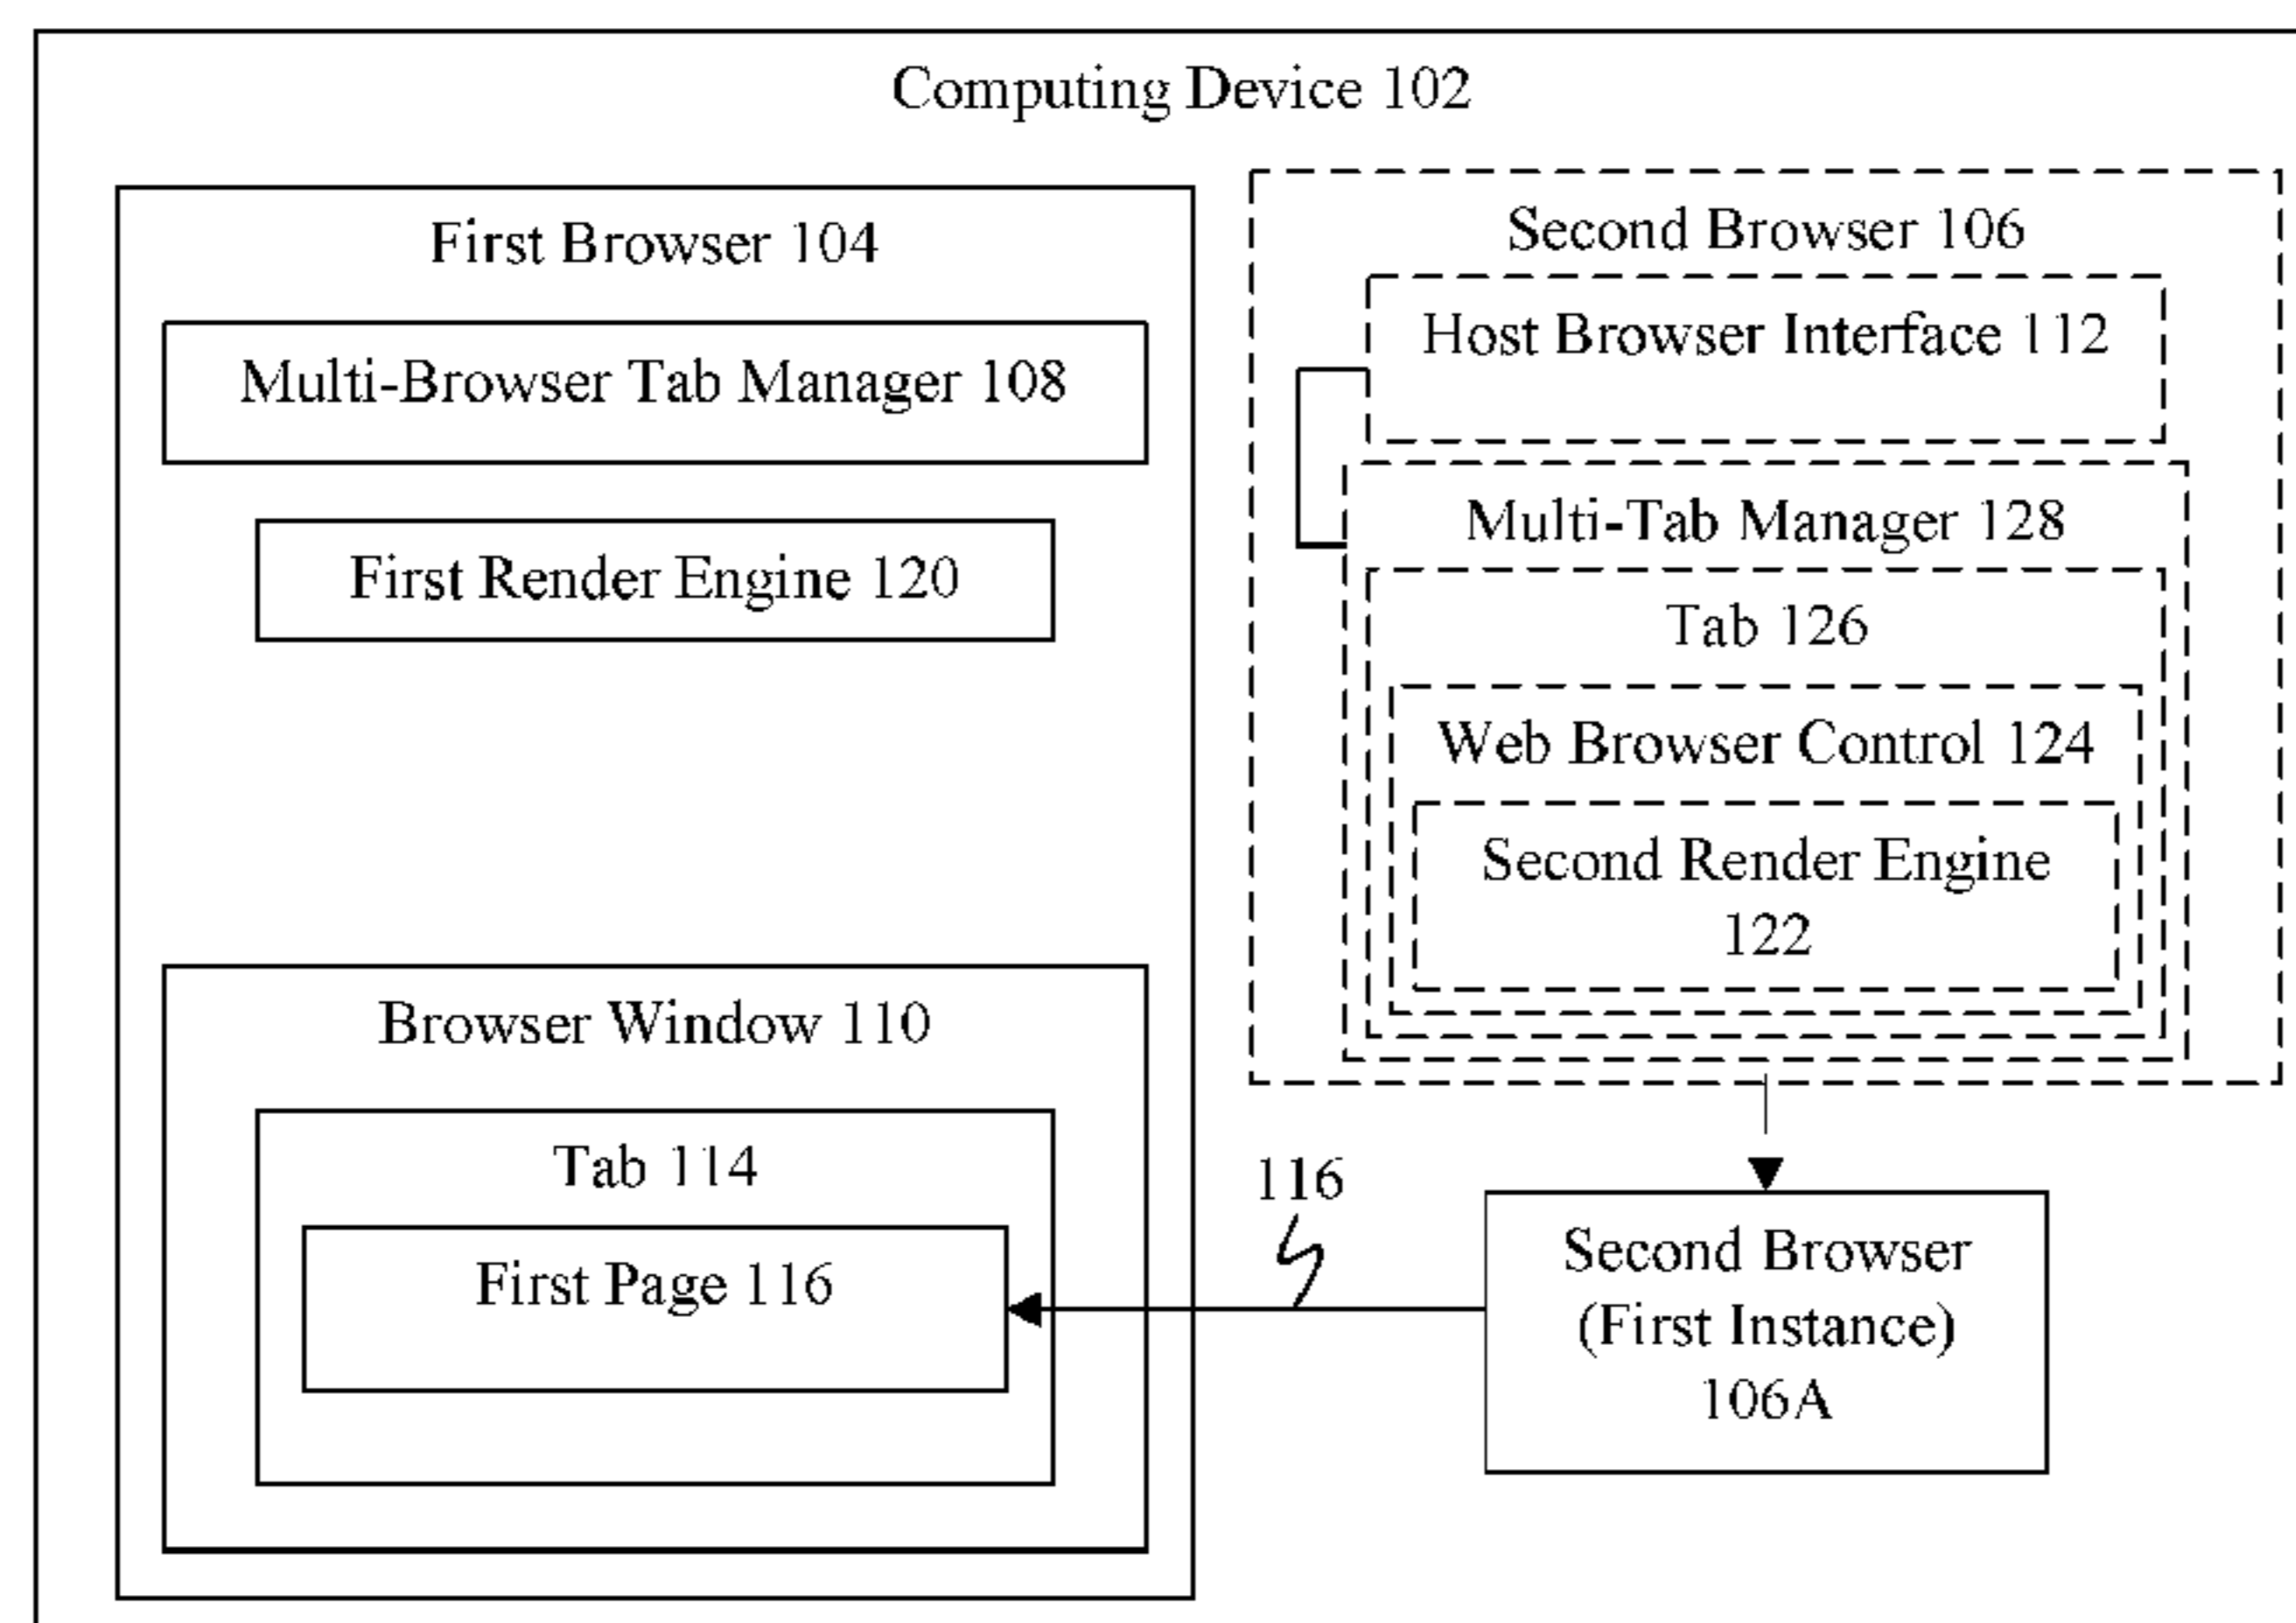 Computing Device 102
First Browser 104
Multi-Browser Tab Manager 108
First Render Engine 120
Browser Window 110
Tab 114
First Page 116
Second Browser 106
Host Browser Interface 112
Multi-Tab Manager 128
Tab 126
Web Browser Control 124
Second Render Engine
122
116
Second Browser
(First Instance)
106A